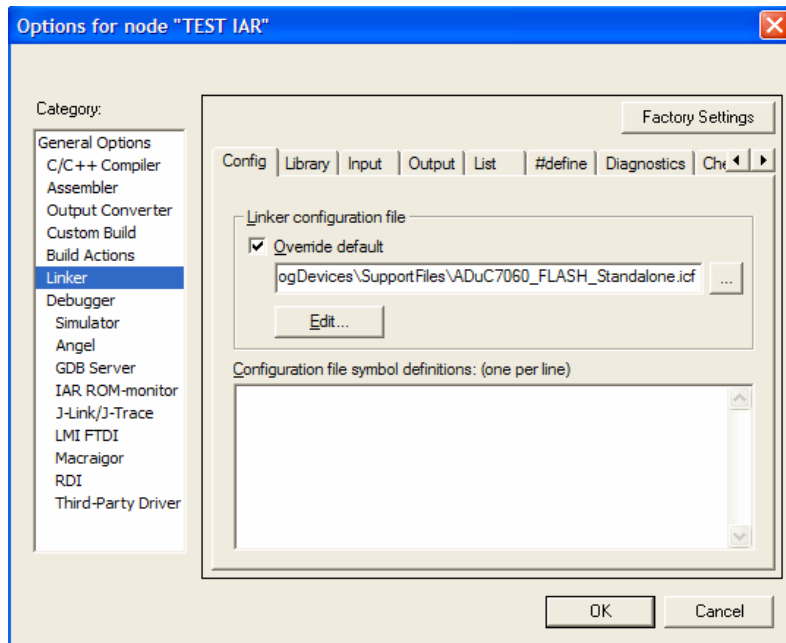 Options for node "TEST IAR"
Category:
General Options
C/C++ Compiler
Assembler
Output Converter
Custom Build
Build Actions
Linker
Debugger
Simulator
Angel
GDB Server
IAR ROM-monitor
J-Link/J-Trace
LMI FTDI
Macraigor
RDI
Third-Party Driver
Factory Settings
Config Library Input Output List #define Diagnostics Che
Linker configuration file
Override default
ogDevices\SupportFiles\ADuC7060_FLASH_Standalone.icf ...
Edit...
Configuration file symbol definitions: (one per line)
OK Cancel